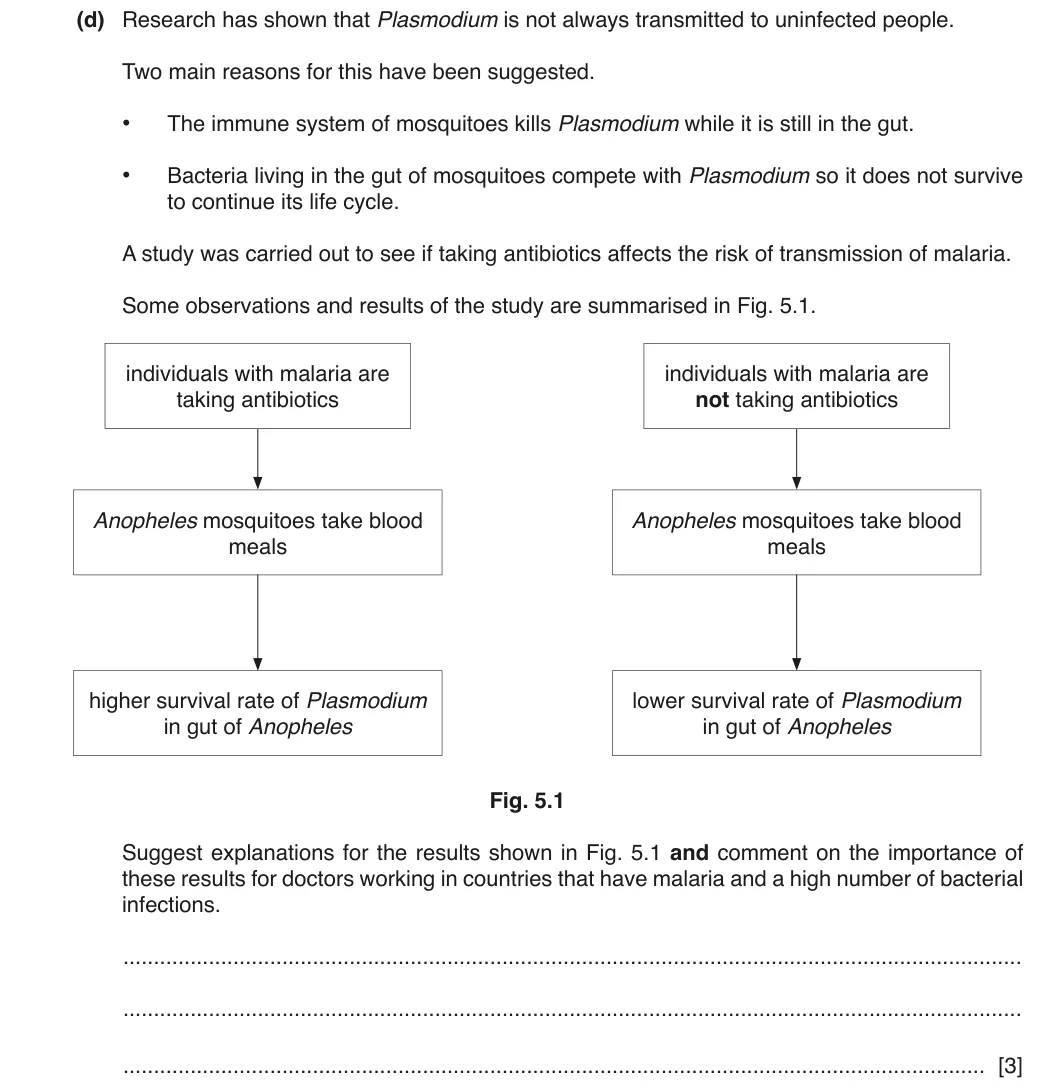 (d) Research has shown that Plasmodium is not always transmitted to uninfected people.
Two main reasons for this have been suggested.
• The immune system of mosquitoes kills Plasmodium while it is still in the gut.
• Bacteria living in the gut of mosquitoes compete with Plasmodium so it does not survive
to continue its life cycle.
A study was carried out to see if taking antibiotics affects the risk of transmission of malaria.
Some observations and results of the study are summarised in Fig. 5.1.
individuals with malaria are
taking antibiotics
individuals with malaria are
not taking antibiotics
Anopheles mosquitoes take blood
meals
Anopheles mosquitoes take blood
meals
higher survival rate of Plasmodium
in gut of Anopheles
lower survival rate of Plasmodium
in gut of Anopheles
Fig. 5.1
Suggest explanations for the results shown in Fig. 5.1 and comment on the importance of
these results for doctors working in countries that have malaria and a high number of bacterial
infections.
[3]